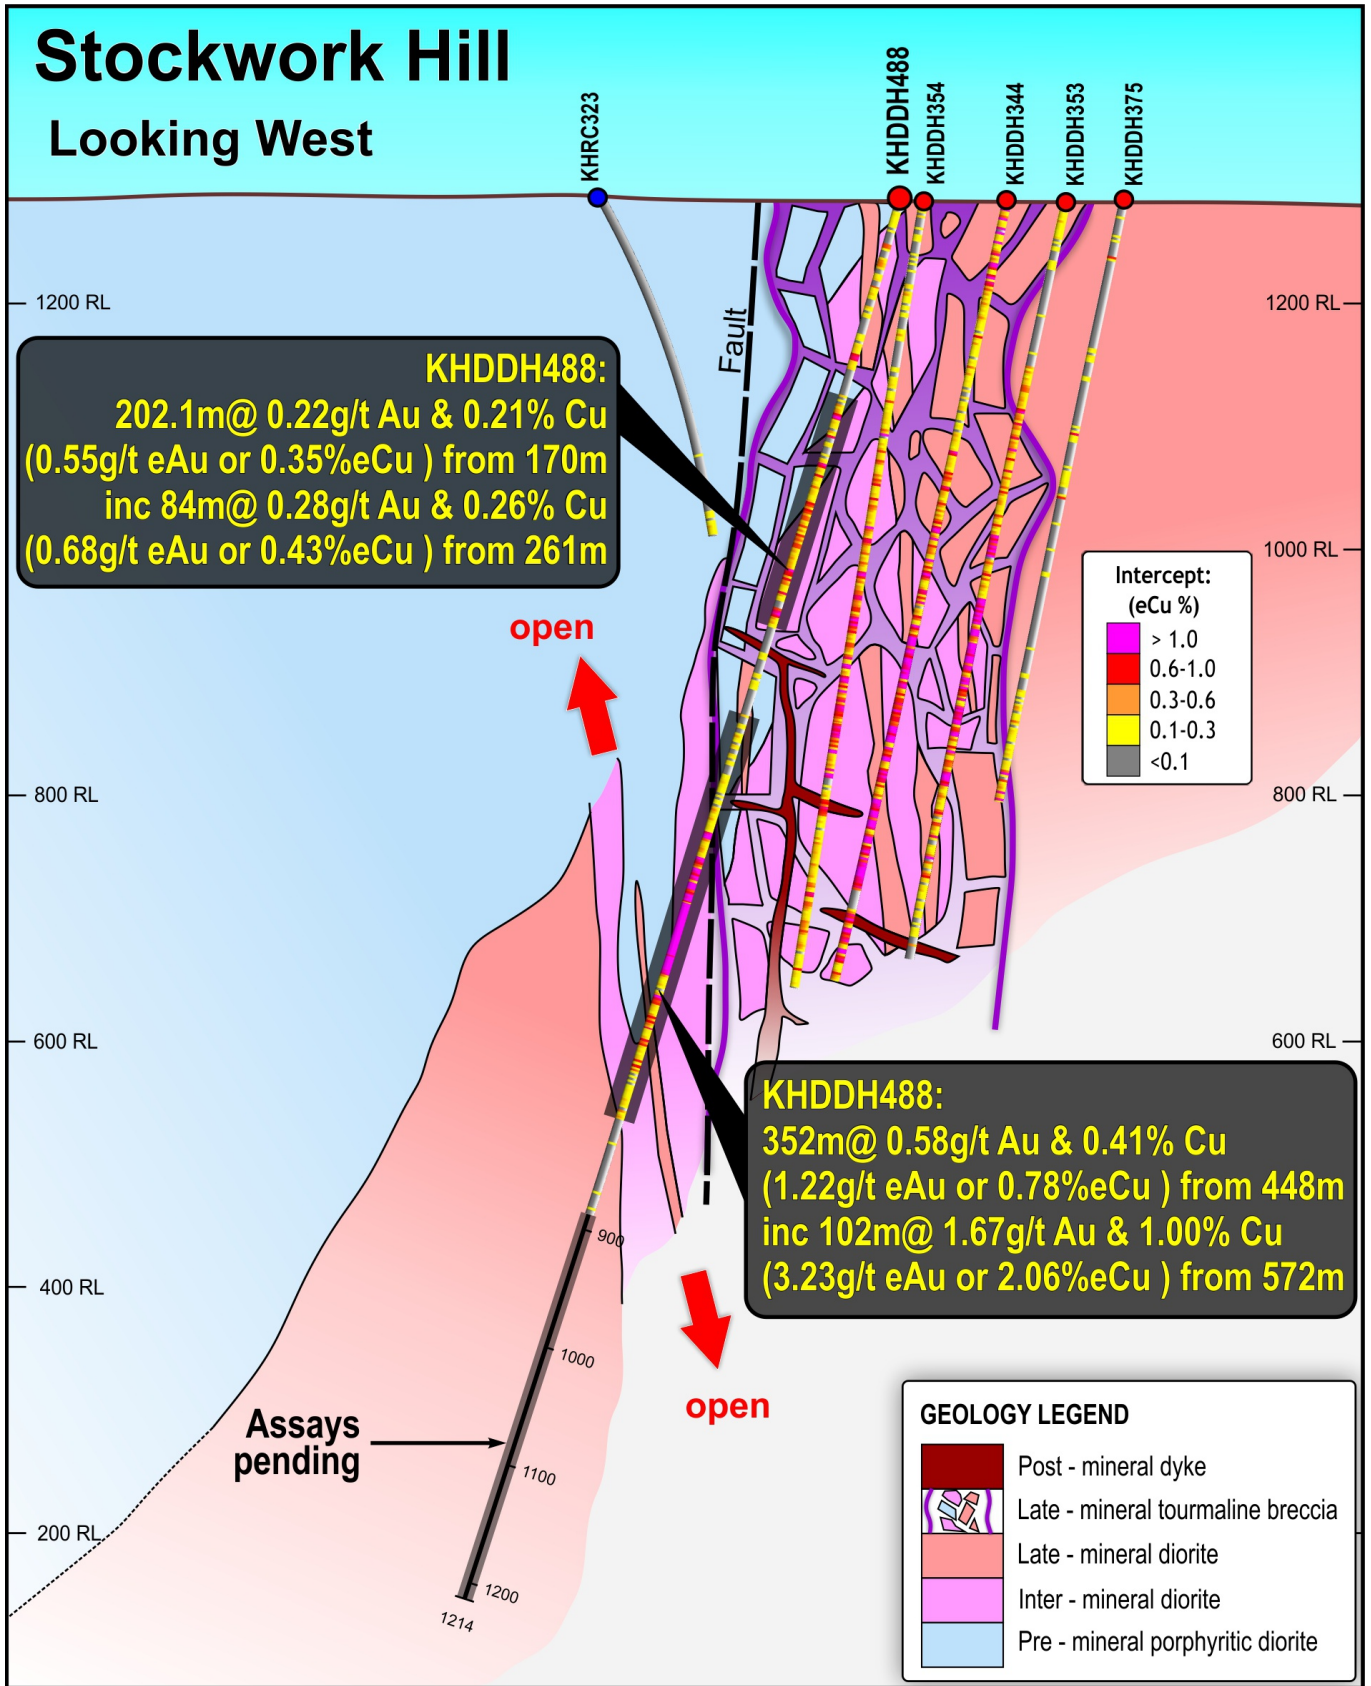 Stockwork Hill
Looking West
KHRC323
KHDDH488
KHDDH354
KHDDH344
KHDDH353
KHDDH375
1200 RL
1200 RL
Fault
KHDDH488:
202.1m@ 0.22g/t Au & 0.21% Cu
(0.55g/t eAu or 0.35%eCu ) from 170m
inc 84m@ 0.28g/t Au & 0.26% Cu
(0.68g/t eAu or 0.43%eCu ) from 261m
1000 RL
Intercept:
(eCu %)
> 1.0
0.6-1.0
0.3-0.6
0.1-0.3
<0.1
open
800 RL
800 RL
600 RL
600 RL
KHDDH488:
352m@ 0.58g/t Au & 0.41% Cu
(1.22g/t eAu or 0.78%eCu ) from 448m
inc 102m@ 1.67g/t Au & 1.00% Cu
(3.23g/t eAu or 2.06%eCu ) from 572m
900
400 RL
1000
open
Assays
pending
1100
200 RL
1200
1214
GEOLOGY LEGEND
Post - mineral dyke
Late - mineral tourmaline breccia
Late - mineral diorite
Inter - mineral diorite
Pre - mineral porphyritic diorite